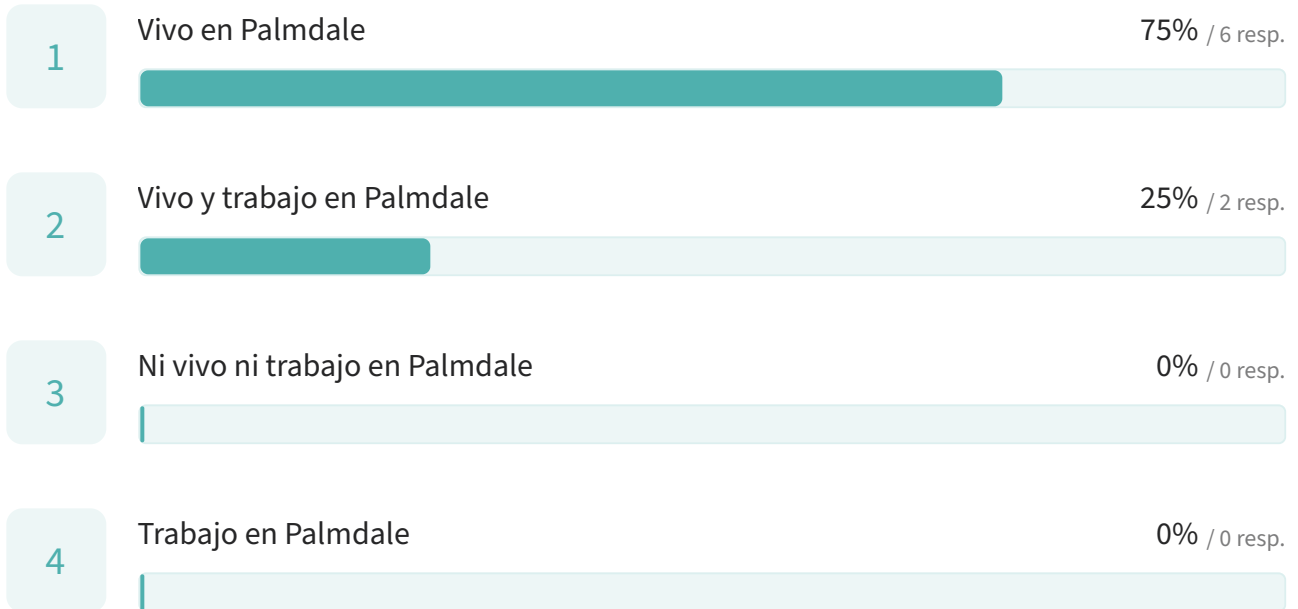 1
Vivo en Palmdale
75% / 6 resp.
2
Vivo y trabajo en Palmdale
25% / 2 resp.
3
Ni vivo ni trabajo en Palmdale
0% / 0 resp.
4
Trabajo en Palmdale
0% / 0 resp.